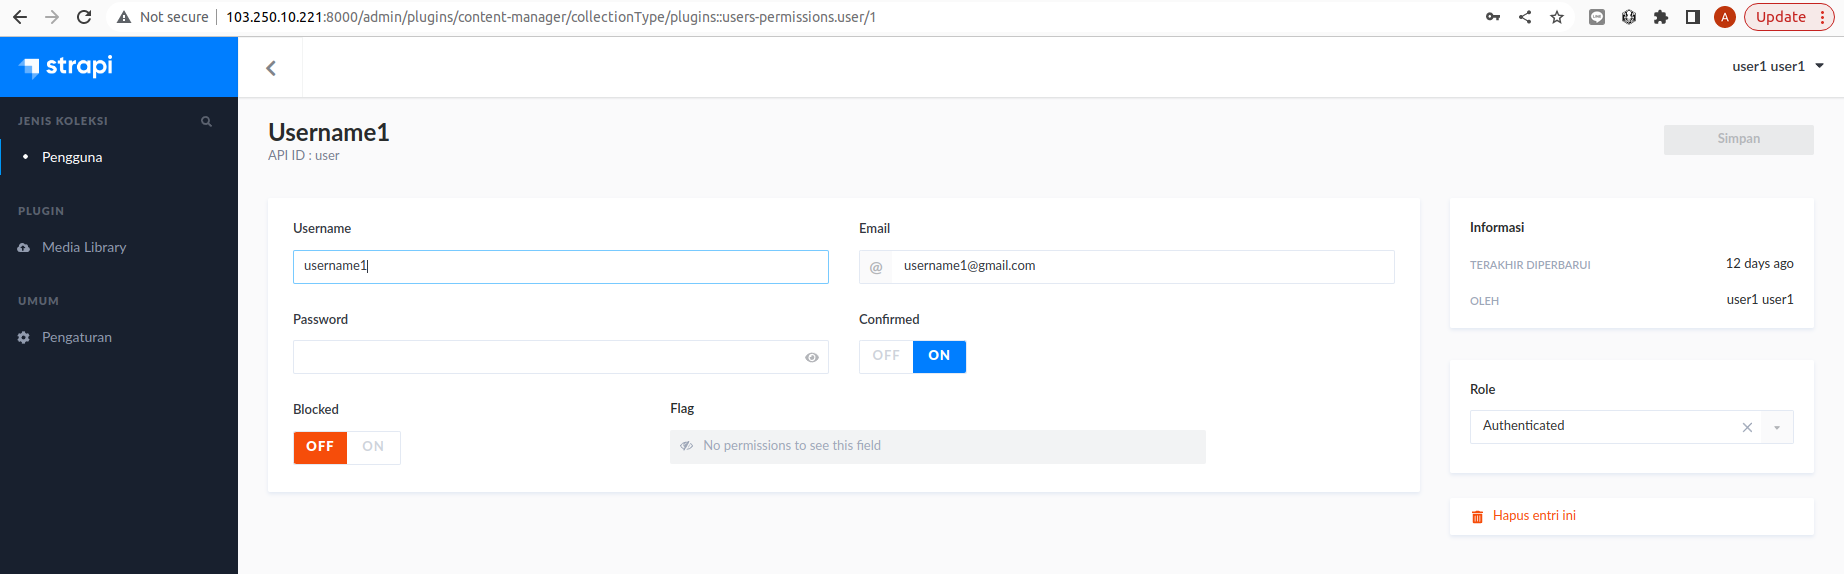 Not secure | 103.250.10.221:8000/admin/plugins/content-manager/collectionType/plugins::users-permissions.user/1
A
Update
strapi
user1 user1
JENIS KOLEKSI
Pengguna
PLUGIN
Media Library
UMUM
Pengaturan
Username1
API ID : user
Simpan
Username
username1
Email
@ username1@gmail.com
Password
Confirmed
OFF ON
Blocked
OFF ON
Flag
No permissions to see this field
Informasi
TERAKHIR DIPERBARUI 12 days ago
OLEH user1 user1
Role
Authenticated
Hapus entri ini